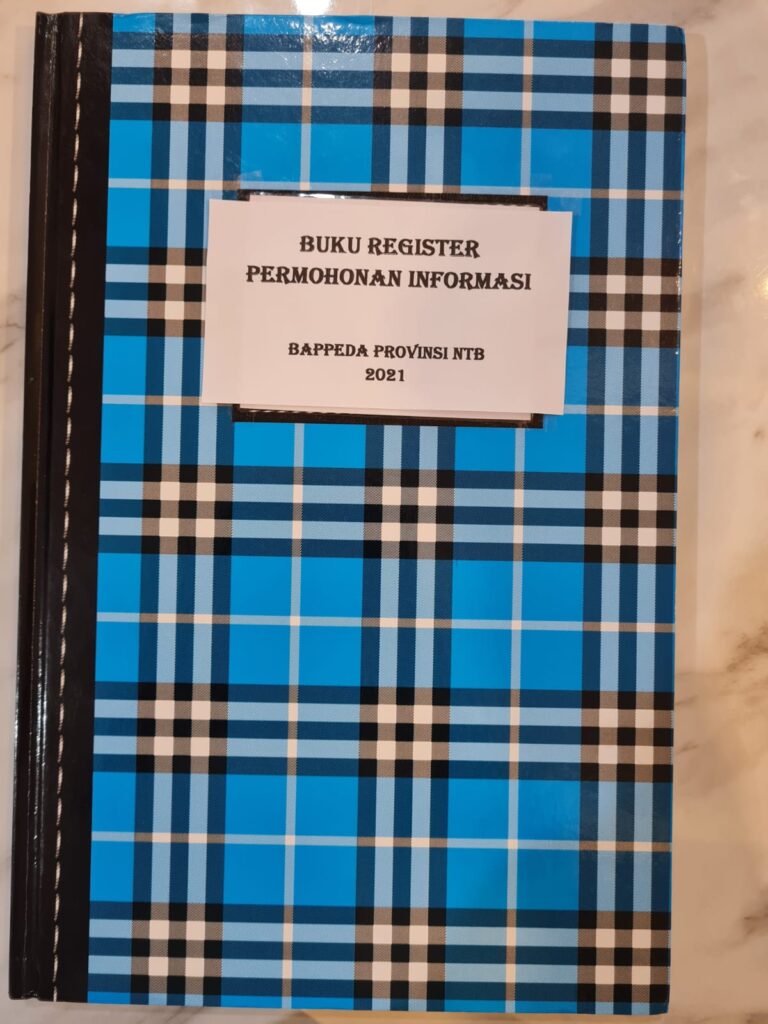 BUKU REGISTER
PERMOHONAN INFORMASI
BAPPEDA PROVINSI NTB
2021